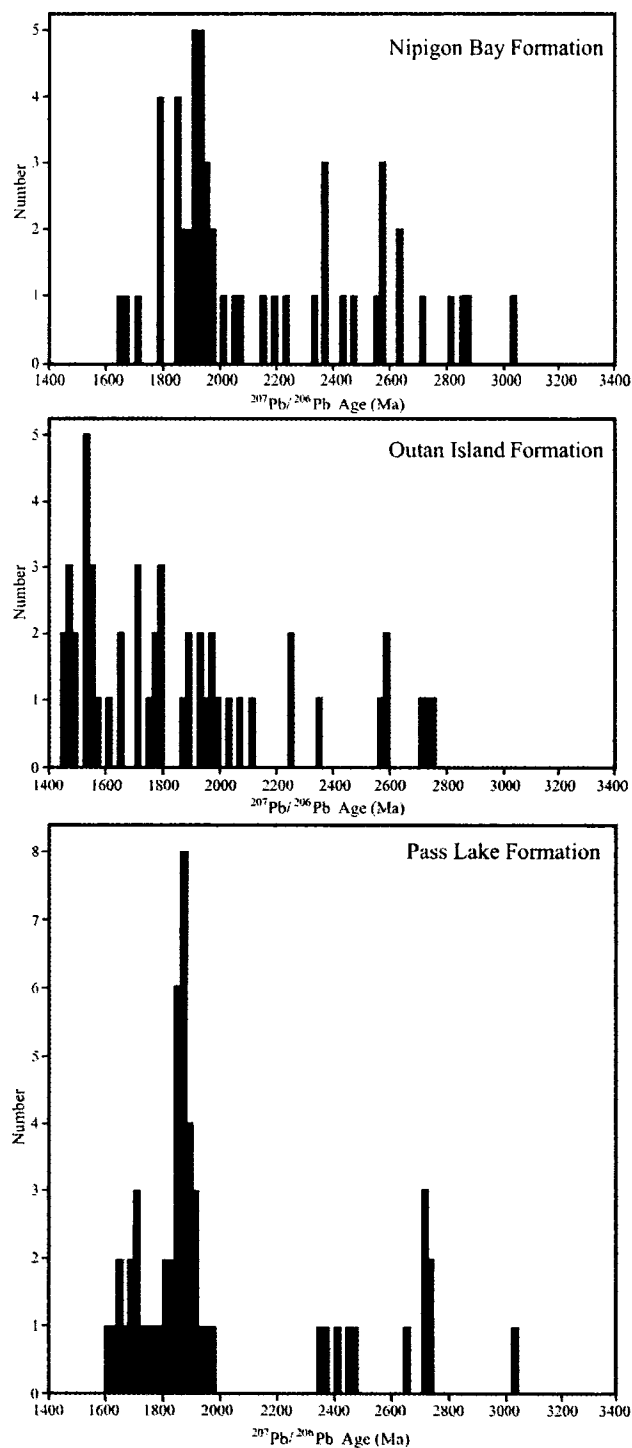 Nipigon Bay Formation
5
4
3
2
1
0
Number
1400 1600 1800 2000 2200 2400 2600 2800 3000 3200 3400
²⁰⁷Pb/²⁰⁶Pb Age (Ma)
Outan Island Formation
5
4
3
2
1
0
Number
1400 1600 1800 2000 2200 2400 2600 2800 3000 3200 3400
²⁰⁷Pb/²⁰⁶Pb Age (Ma)
Pass Lake Formation
8
7
6
5
4
3
2
1
0
Number
1400 1600 1800 2000 2200 2400 2600 2800 3000 3200 3400
²⁰⁷Pb/²⁰⁶Pb Age (Ma)